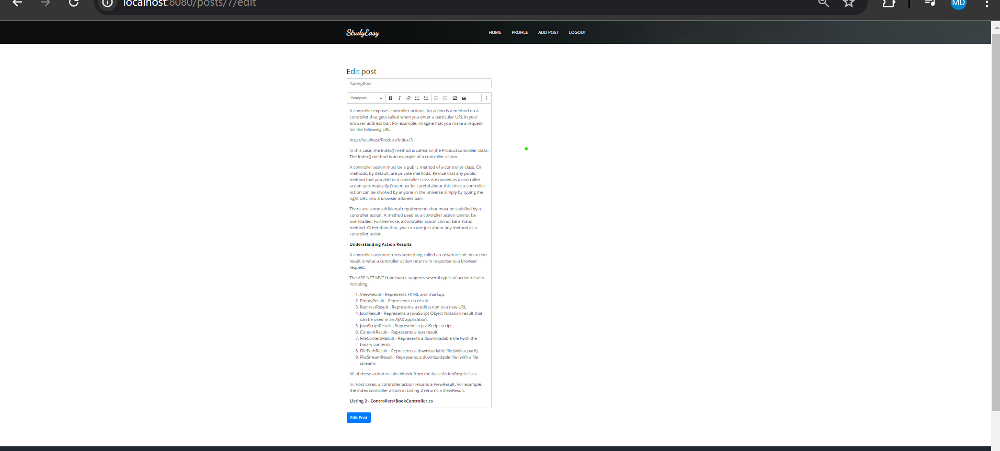 localhost:8080/posts/7/edit
MD
StudyEasy
HOME PROFILE ADD POST LOGOUT
Edit post
SpringBoot
Paragraph
A controller exposes controller actions. An action is a method on a
controller that gets called when you enter a particular URL in your
browser address bar. For example, imagine that you make a request
for the following URL:
http://localhost/Product/Index/3
In this case, the Index() method is called on the ProductController class.
The Index() method is an example of a controller action.
A controller action must be a public method of a controller class. C#
methods, by default, are private methods. Realize that any public
method that you add to a controller class is exposed as a controller
action automatically (You must be careful about this since a controller
action can be invoked by anyone in the universe simply by typing the
right URL into a browser address bar).
There are some additional requirements that must be satisfied by a
controller action. A method used as a controller action cannot be
overloaded. Furthermore, a controller action cannot be a static
method. Other than that, you can use just about any method as a
controller action.
Understanding Action Results
A controller action returns something called an action result. An action
result is what a controller action returns in response to a browser
request.
The ASP.NET MVC framework supports several types of action results
including:
1. ViewResult - Represents HTML and markup.
2. EmptyResult - Represents no result.
3. RedirectResult - Represents a redirection to a new URL.
4. JsonResult - Represents a JavaScript Object Notation result that
can be used in an AJAX application.
5. JavaScriptResult - Represents a JavaScript script.
6. ContentResult - Represents a text result.
7. FileContentResult - Represents a downloadable file (with the
binary content).
8. FilePathResult - Represents a downloadable file (with a path).
9. FileStreamResult - Represents a downloadable file (with a file
stream).
All of these action results inherit from the base ActionResult class.
In most cases, a controller action returns a ViewResult. For example,
the Index controller action in Listing 2 returns a ViewResult.
Listing 2 - Controllers\BookController.cs
Edit Post